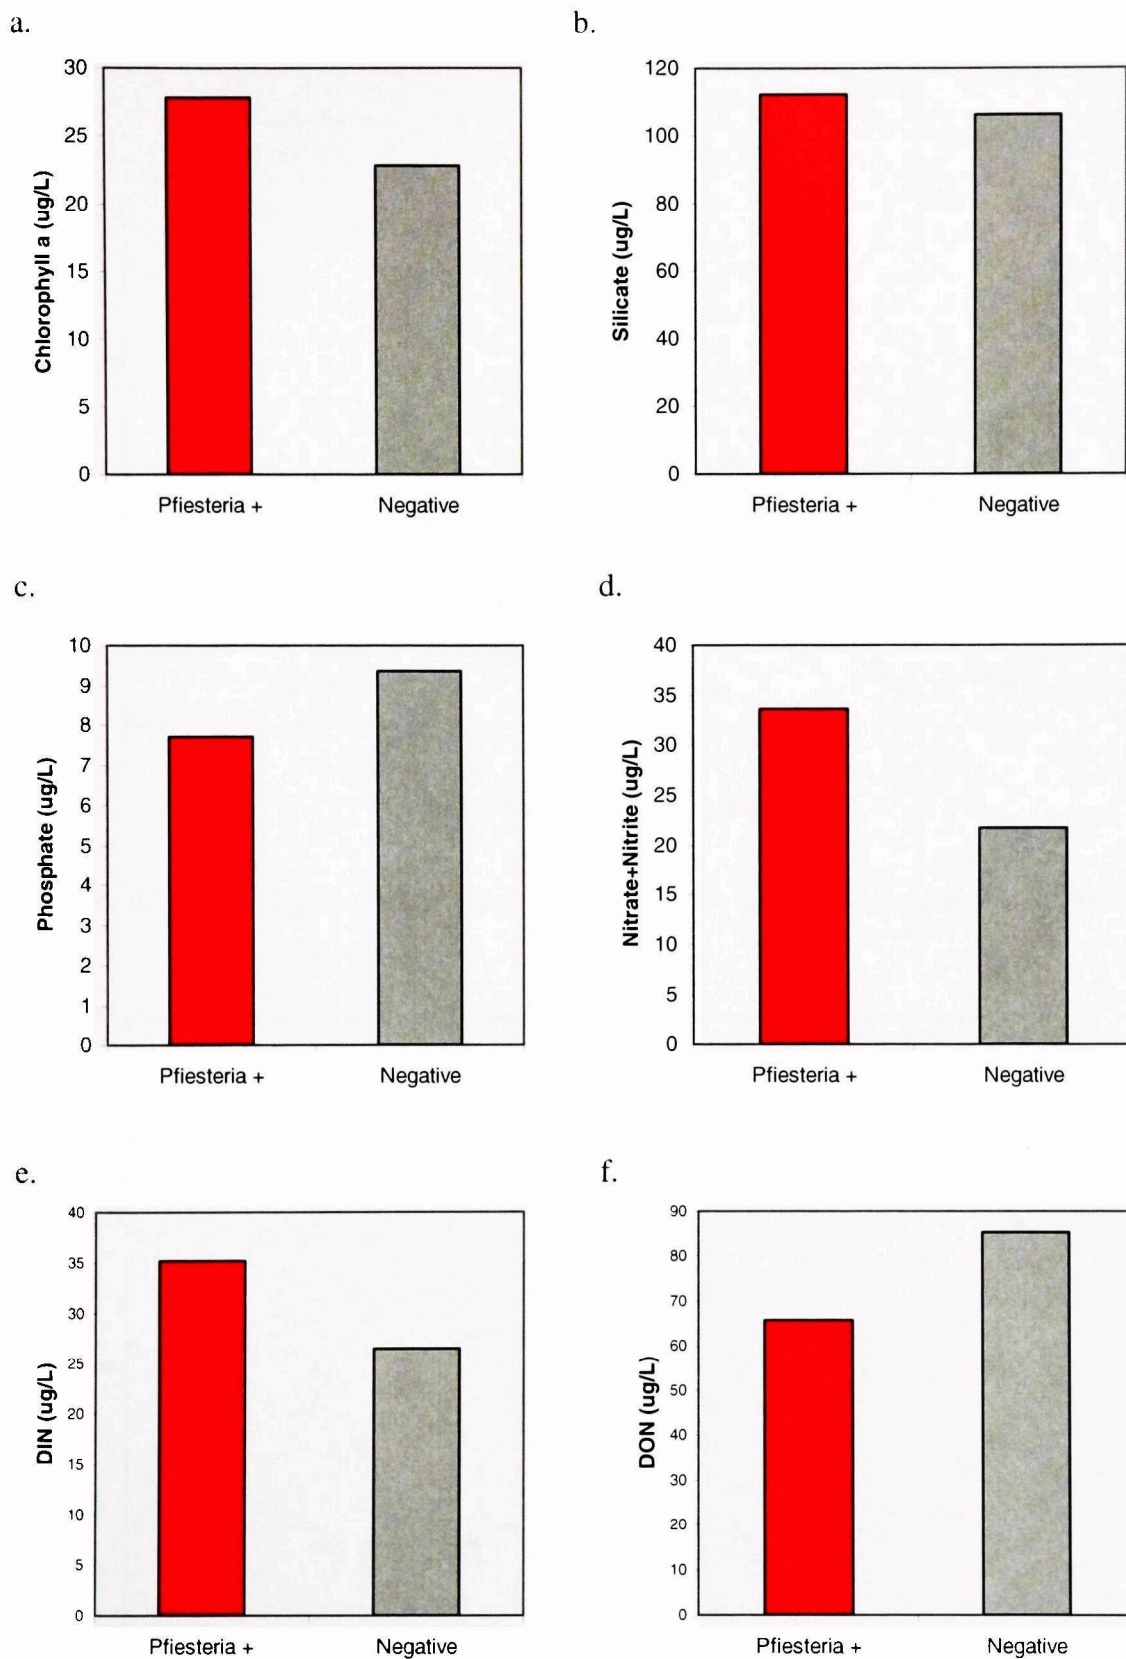 a.
30
25
20
15
10
5
0
Chlorophyll a (ug/L)
Pfiesteria +
Negative
b.
120
100
80
60
40
20
0
Silicate (ug/L)
Pfiesteria +
Negative
c.
10
9
8
7
6
5
4
3
2
1
0
Phosphate (ug/L)
Pfiesteria +
Negative
d.
40
35
30
25
20
15
10
5
0
Nitrate+Nitrite (ug/L)
Pfiesteria +
Negative
e.
40
35
30
25
20
15
10
5
0
DIN (ug/L)
Pfiesteria +
Negative
f.
90
80
70
60
50
40
30
20
10
0
DON (ug/L)
Pfiesteria +
Negative